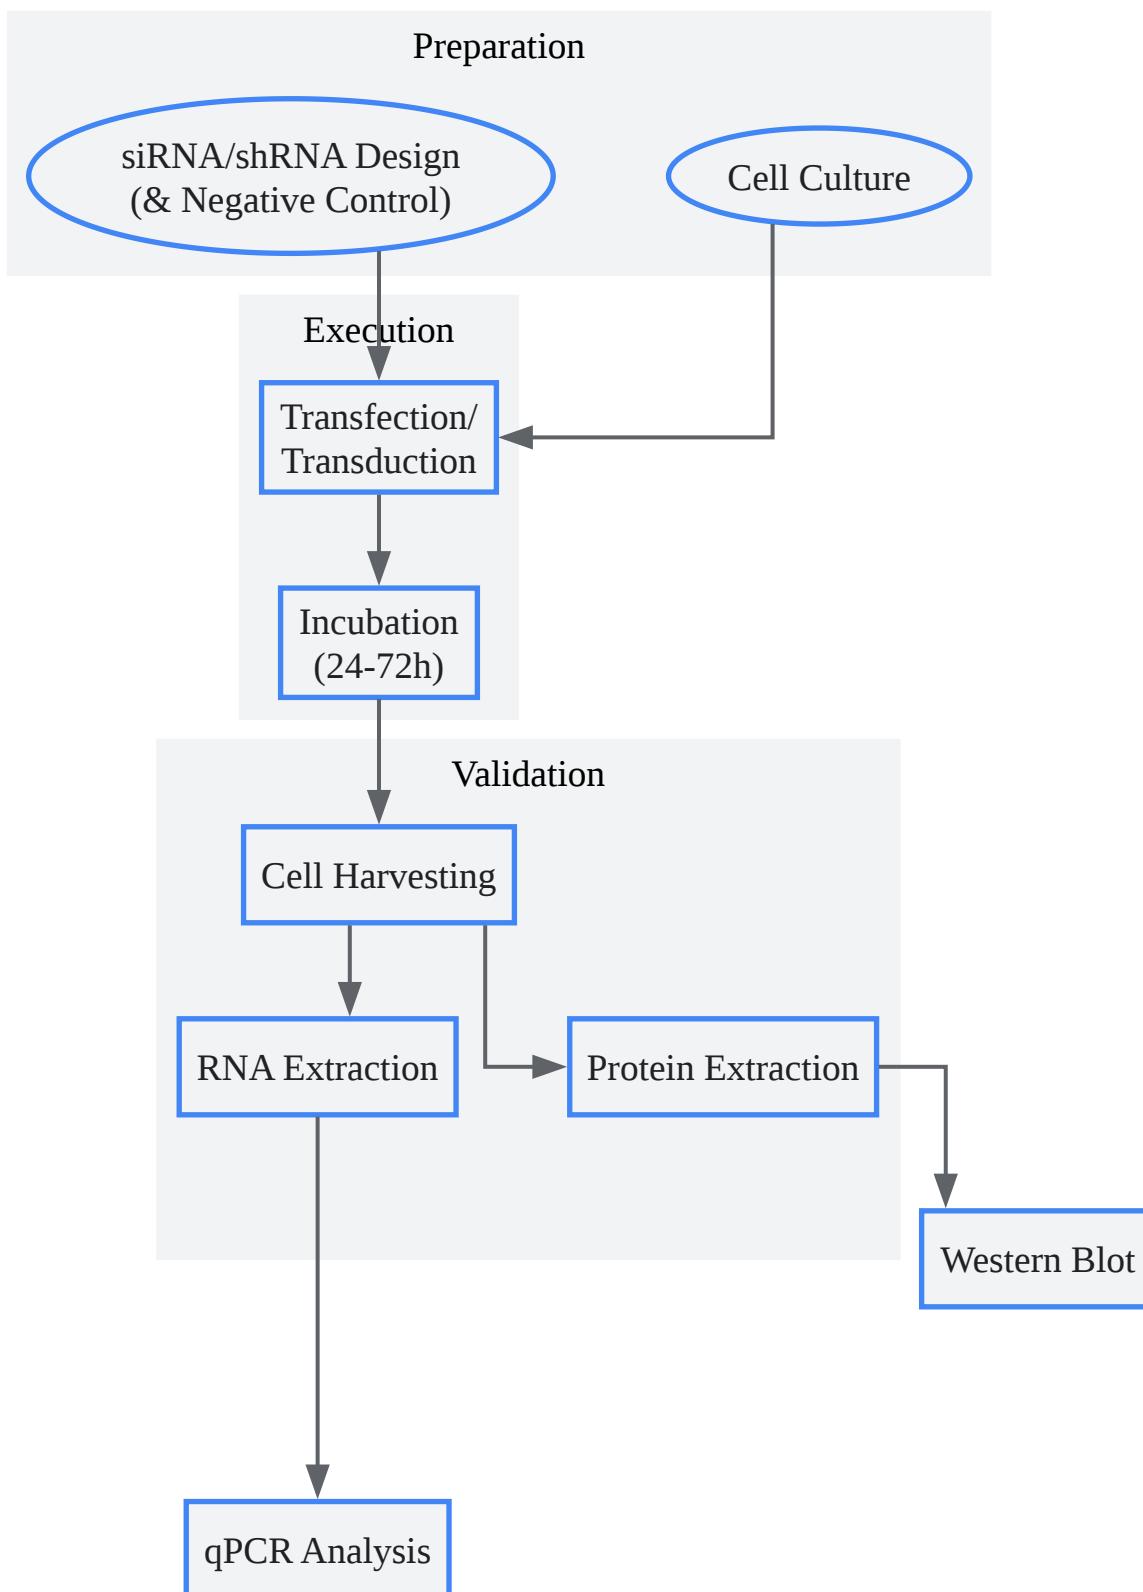 Preparation
siRNA/shRNA Design
(& Negative Control)
Cell Culture
Execution
Transfection/
Transduction
Incubation
(24-72h)
Validation
Cell Harvesting
RNA Extraction
Protein Extraction
Western Blot
qPCR Analysis